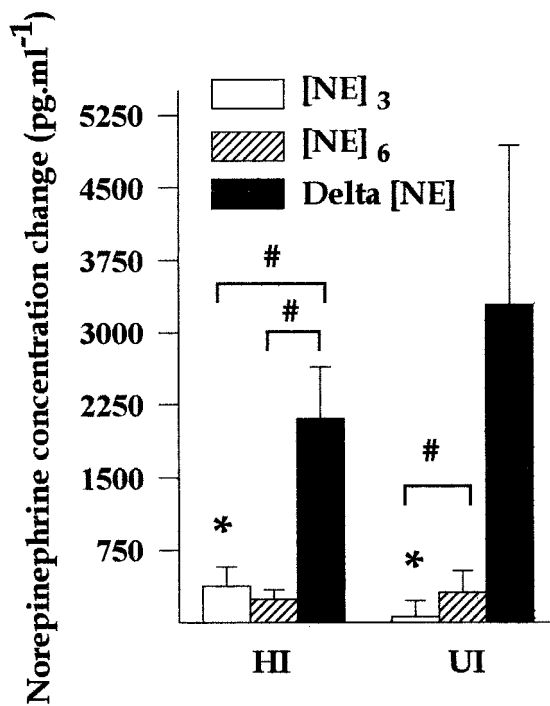 Norepinephrine concentration change (pg.ml-1)
[NE] 3
[NE] 6
Delta [NE]
5250
4500
3750
3000
2250
1500
750
#
#
#
*
*
HI
UI